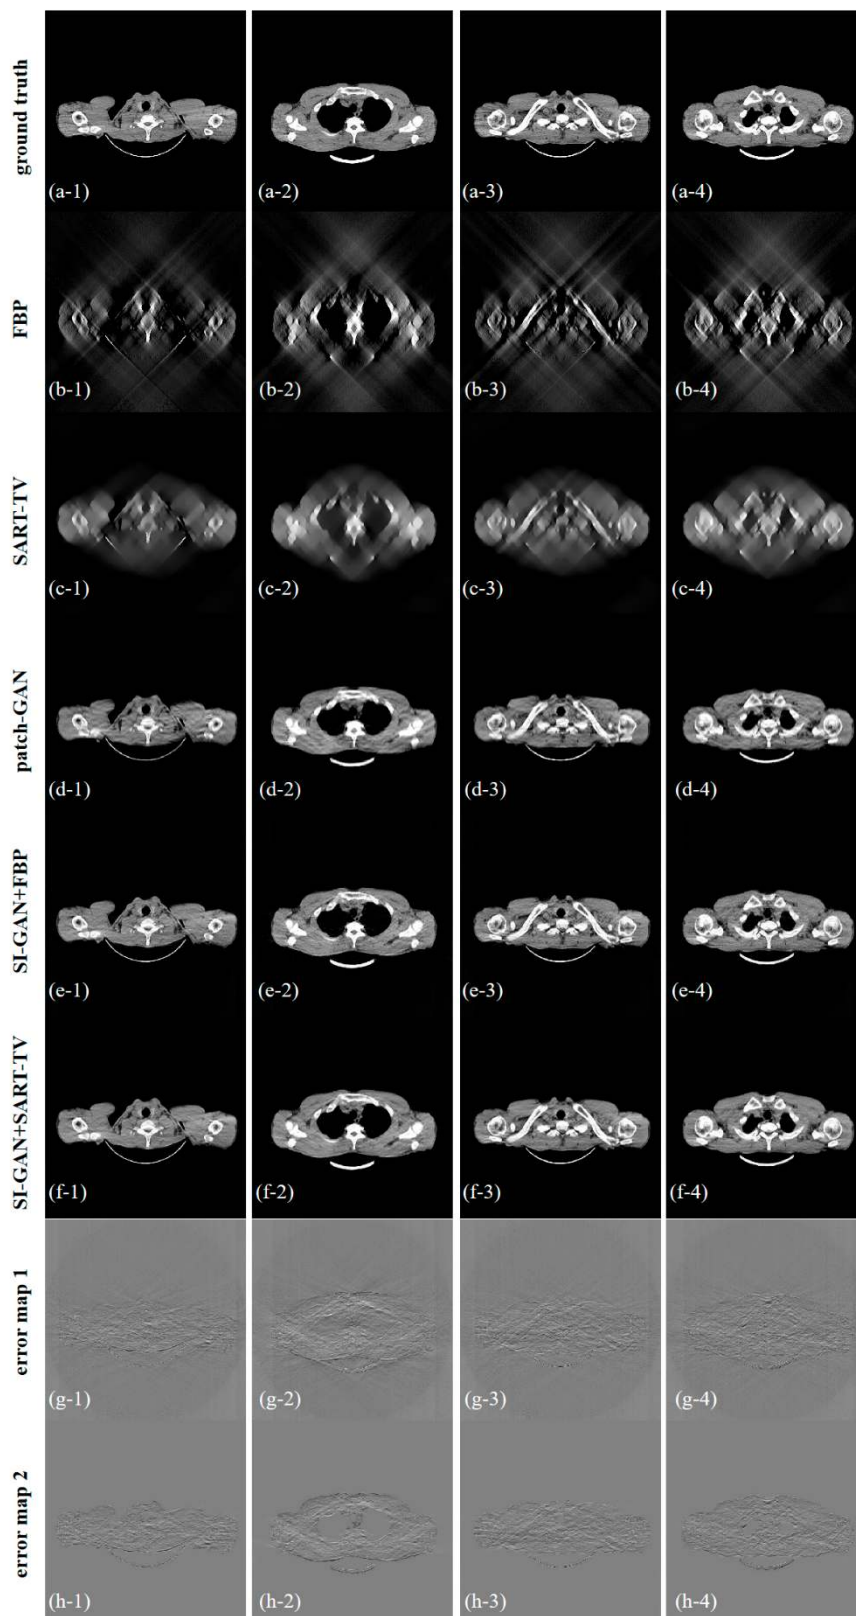 ground truth
(a-1)
(a-2)
(a-3)
(a-4)
FBP
(b-1)
(b-2)
(b-3)
(b-4)
SART-TV
(c-1)
(c-2)
(c-3)
(c-4)
patch-GAN
(d-1)
(d-2)
(d-3)
(d-4)
SI-GAN+FBP
(e-1)
(e-2)
(e-3)
(e-4)
SI-GAN+SART-TV
(f-1)
(f-2)
(f-3)
(f-4)
error map 1
(g-1)
(g-2)
(g-3)
(g-4)
error map 2
(h-1)
(h-2)
(h-3)
(h-4)